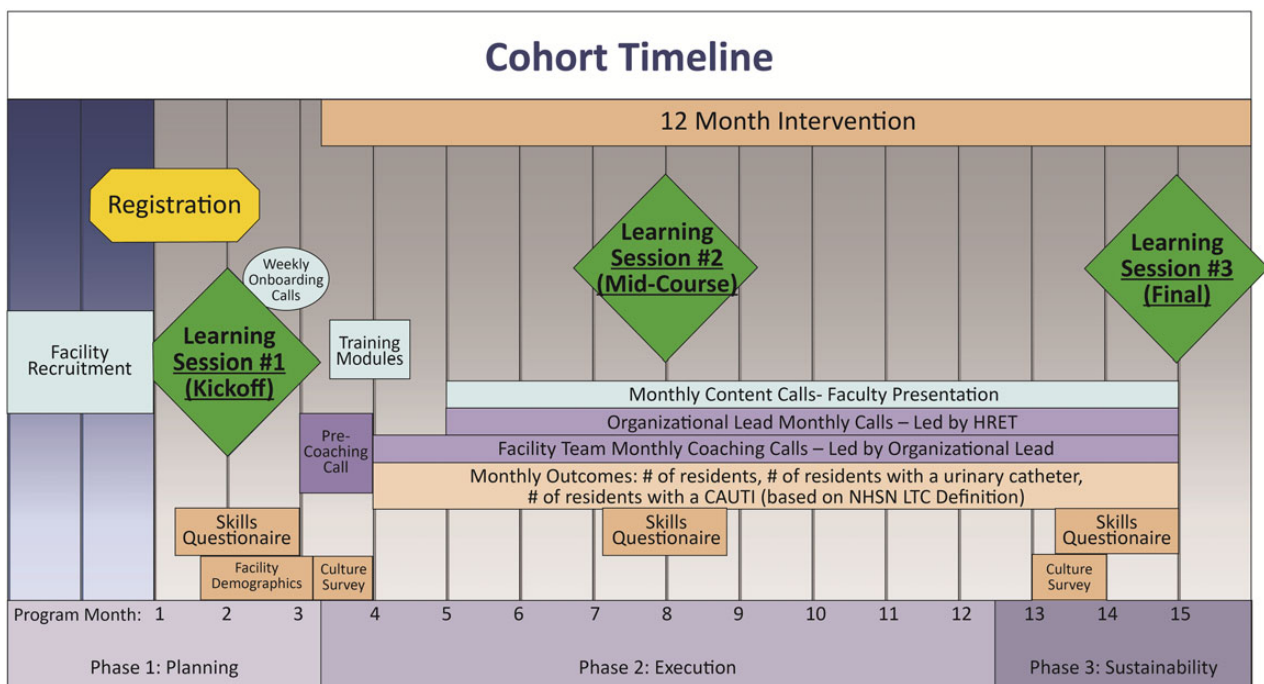 Cohort Timeline
12 Month Intervention
Registration
Weekly
Onboarding
Calls
Learning
Session #1
(Kickoff)
Learning
Session #2
(Mid-Course)
Learning
Session #3
(Final)
Facility
Recruitment
Training
Modules
Monthly Content Calls- Faculty Presentation
Organizational Lead Monthly Calls – Led by HRET
Pre-
Coaching
Call
Facility Team Monthly Coaching Calls – Led by Organizational Lead
Monthly Outcomes: # of residents, # of residents with a urinary catheter,
# of residents with a CAUTI (based on NHSN LTC Definition)
Skills
Questionaire
Skills
Questionaire
Skills
Questionaire
Facility
Demographics
Culture
Survey
Culture
Survey
Program Month: 1 2 3 4 5 6 7 8 9 10 11 12 13 14 15
Phase 1: Planning
Phase 2: Execution
Phase 3: Sustainability